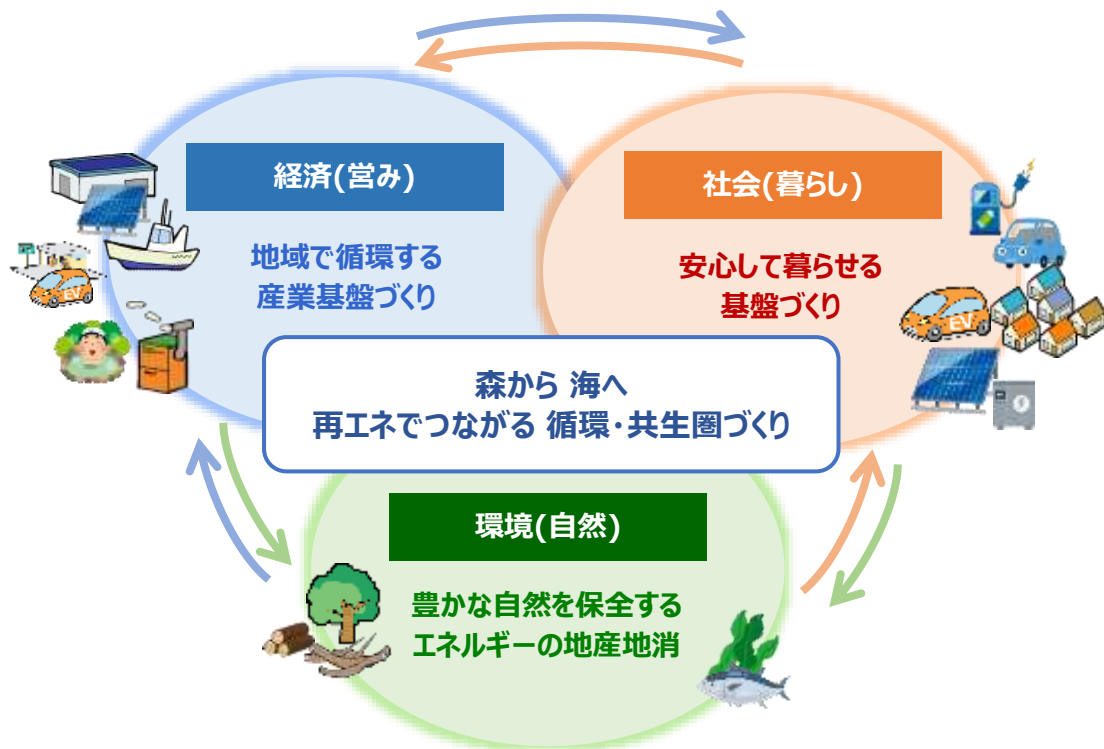 経済(営み)
地域で循環する
産業基盤づくり
社会(暮らし)
安心して暮らせる
基盤づくり
森から 海へ
再エネでつながる 循環・共生圏づくり
環境(自然)
豊かな自然を保全する
エネルギーの地産地消
EV
EV